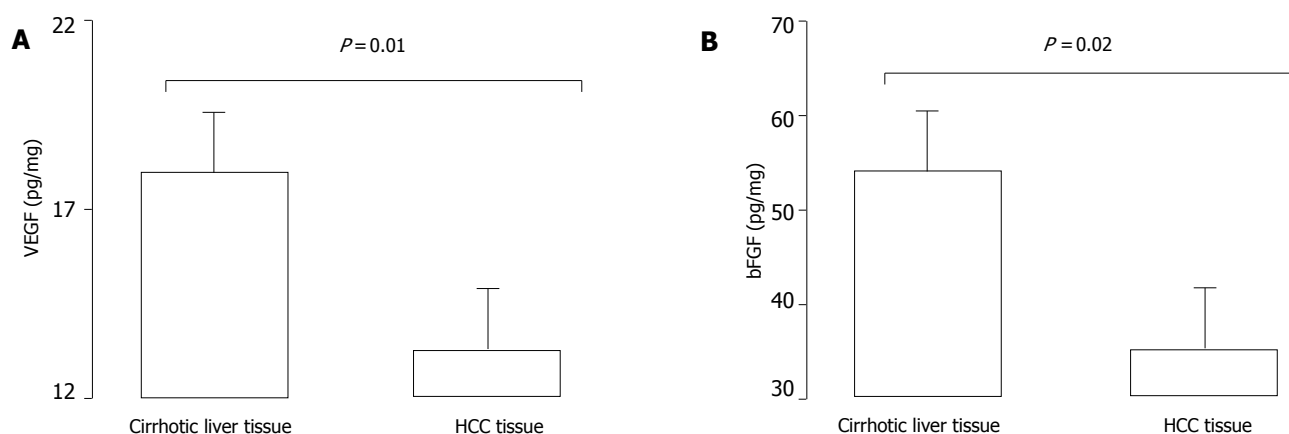 A
22
17
12
VEGF (pg/mg)
P = 0.01
Cirrhotic liver tissue
HCC tissue
B
70
60
50
40
30
bFGF (pg/mg)
P = 0.02
Cirrhotic liver tissue
HCC tissue